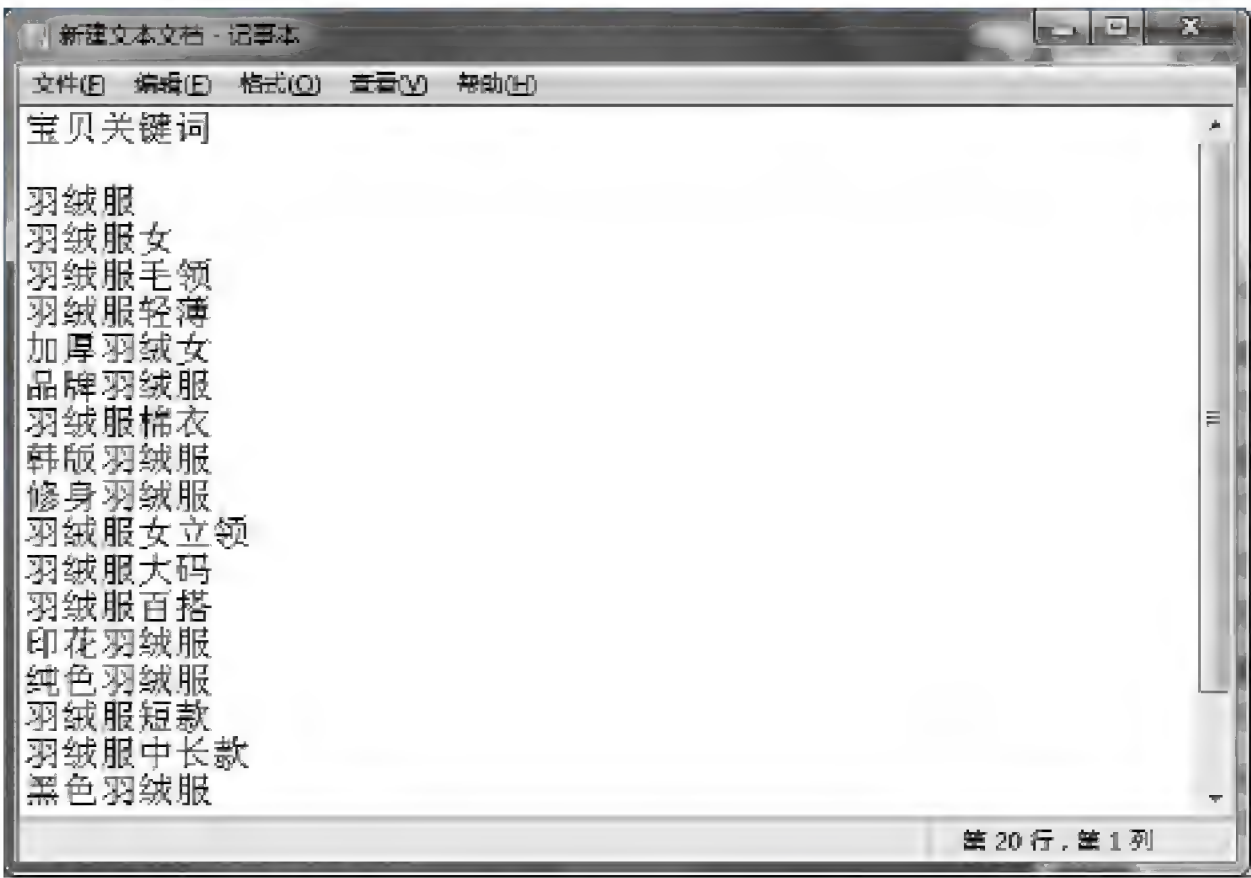 新建文本文档 - 记事本
文件(F) 编辑(E) 格式(O) 查看(V) 帮助(H)
宝贝关键词
羽绒服
羽绒服女
羽绒服毛领
羽绒服轻薄
加厚羽绒女
品牌羽绒服
羽绒服棉衣
韩版羽绒服
修身羽绒服
羽绒服女立领
羽绒服大码
羽绒服百搭
印花羽绒服
纯色羽绒服
羽绒服短款
羽绒服中长款
黑色羽绒服
第 20 行，第 1 列